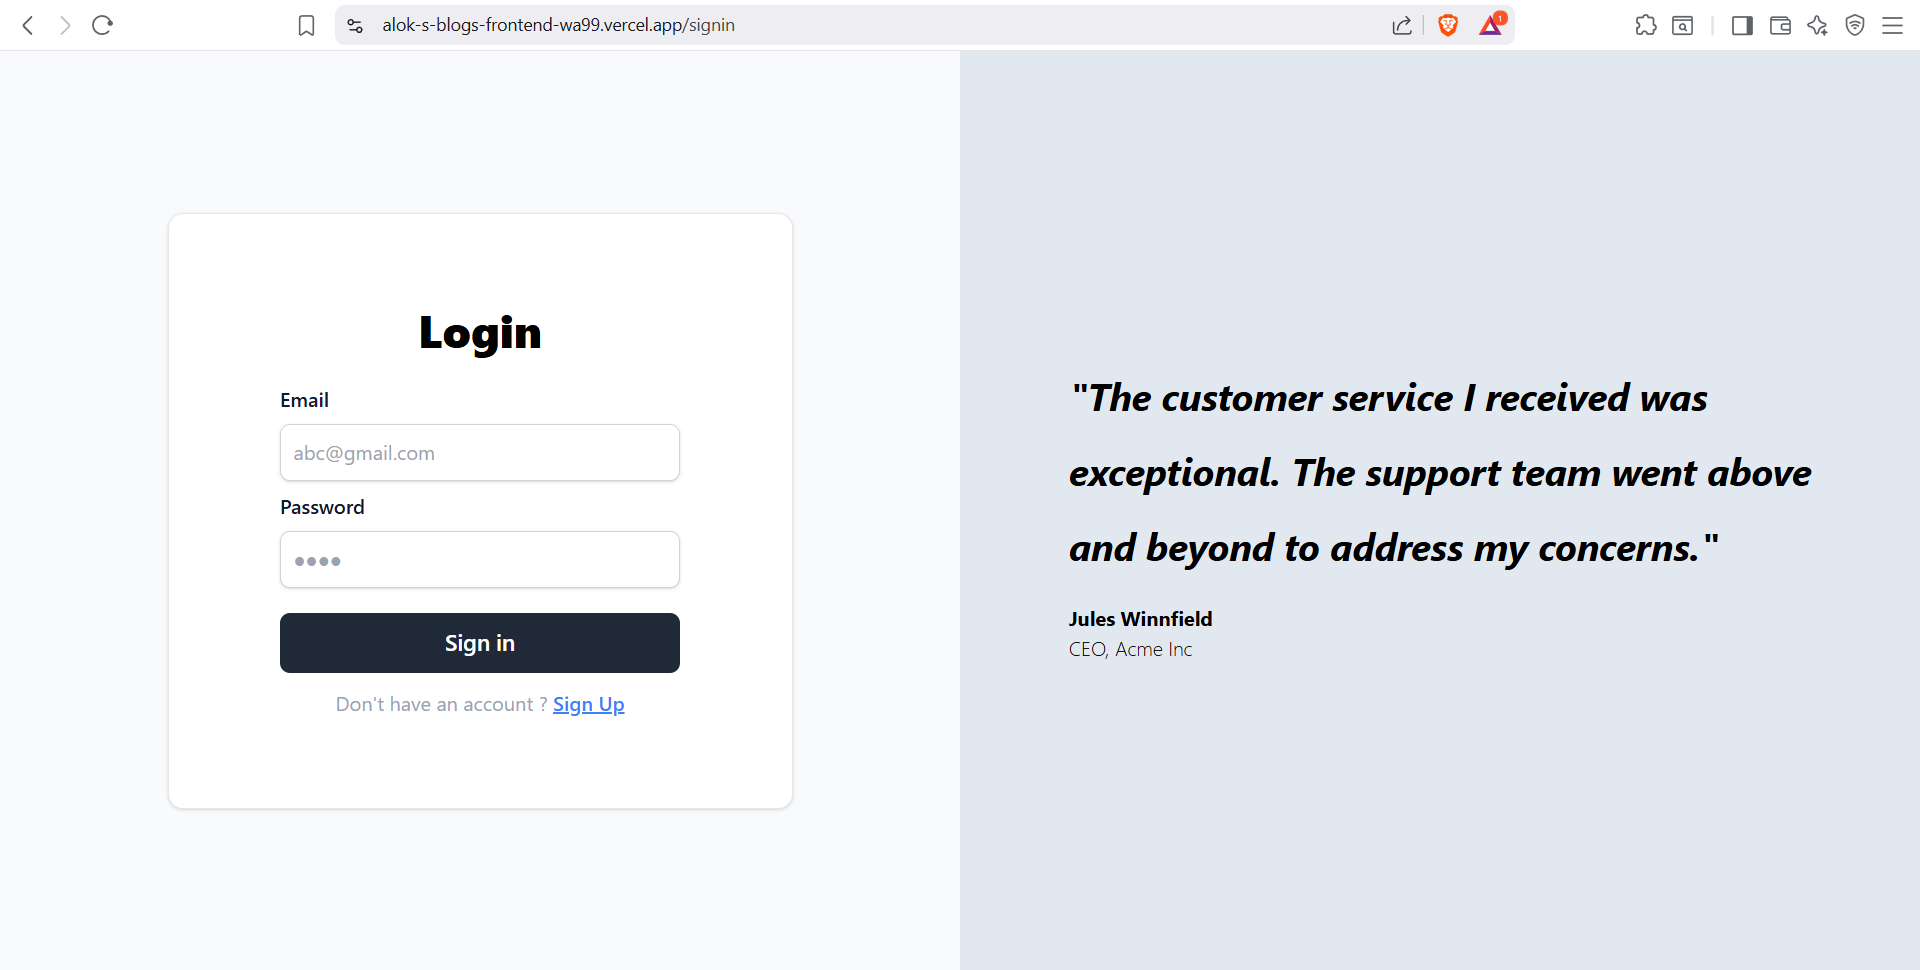 alok-s-blogs-frontend-wa99.vercel.app/signin
1
Login
Email
abc@gmail.com
Password
••••
Sign in
Don't have an account ? Sign Up
"The customer service I received was
exceptional. The support team went above
and beyond to address my concerns."
Jules Winnfield
CEO, Acme Inc